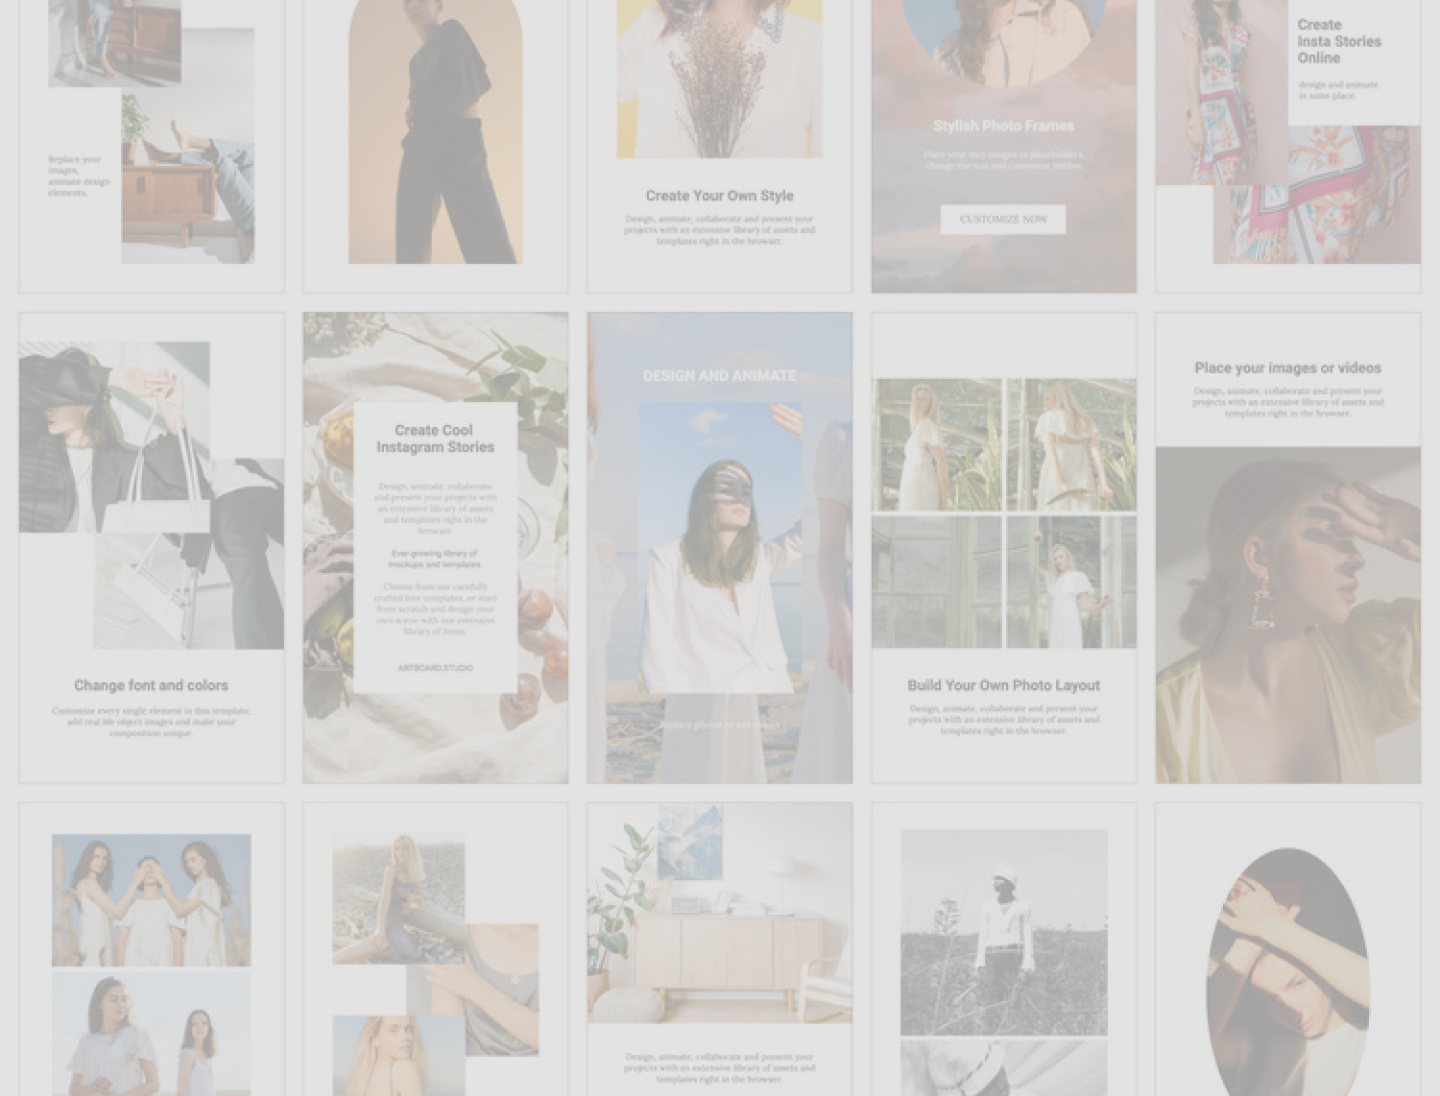 Replace your
images,
animate design
elements.
Create Your Own Style
Design, animate, collaborate and present your
projects with an extensive library of assets and
templates right in the browser.
Stylish Photo Frames
Place your own images in placeholders,
change the text and customize button.
CUSTOMIZE NOW
Create
Insta Stories
Online
design and animate
in same place.
Change font and colors
Customize every single element in this template,
add real life object images and make your
composition unique.
Create Cool
Instagram Stories
Design, animate, collaborate
and present your projects with
an extensive library of assets
and templates right in the
browser.
Ever-growing library of
mockups and templates
Choose from our carefully
crafted free templates, or start
from scratch and design your
own scene with our extensive
library of items.
ARTBOARD.STUDIO
DESIGN AND ANIMATE
Replace photos or add
Build Your Own Photo Layout
Design, animate, collaborate and present your
projects with an extensive library of assets and
templates right in the browser.
Place your images or videos
Design, animate, collaborate and present your
projects with an extensive library of assets and
templates right in the browser.
Design, animate, collaborate and present your
projects with an extensive library of assets and
templates right in the browser.